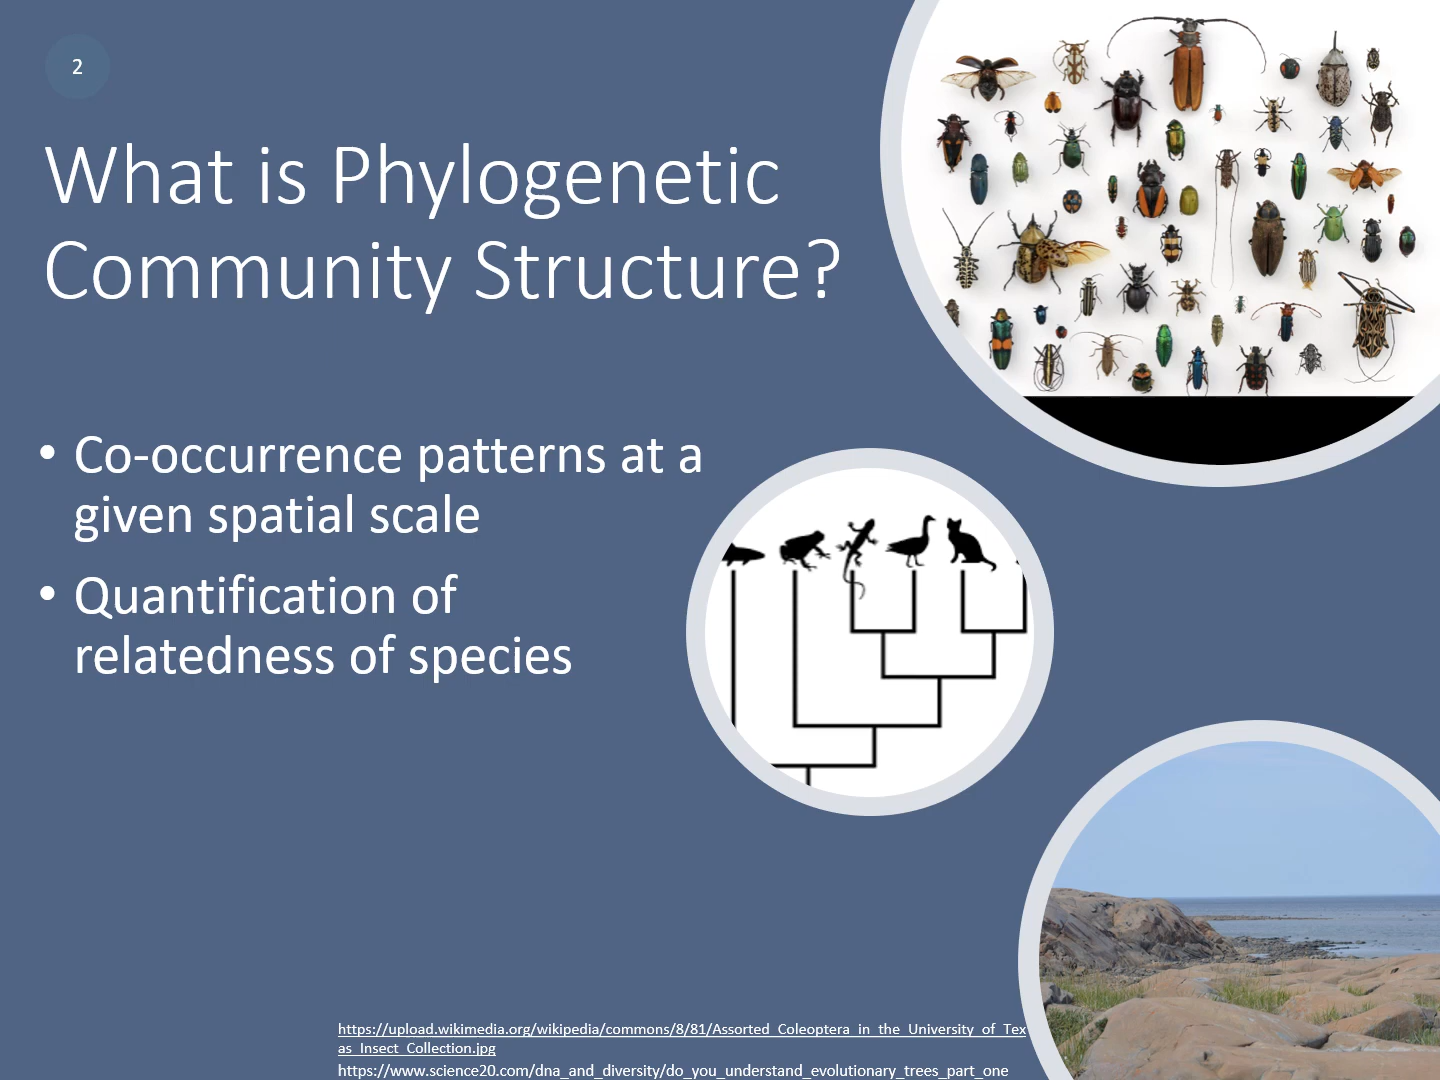 2
What is Phylogenetic
Community Structure?
• Co-occurrence patterns at a
given spatial scale
• Quantification of
relatedness of species
https://upload.wikimedia.org/wikipedia/commons/8/81/Assorted_Coleoptera_in_the_University_of_Tex
as_Insect_Collection.jpg
https://www.science20.com/dna_and_diversity/do_you_understand_evolutionary_trees_part_one